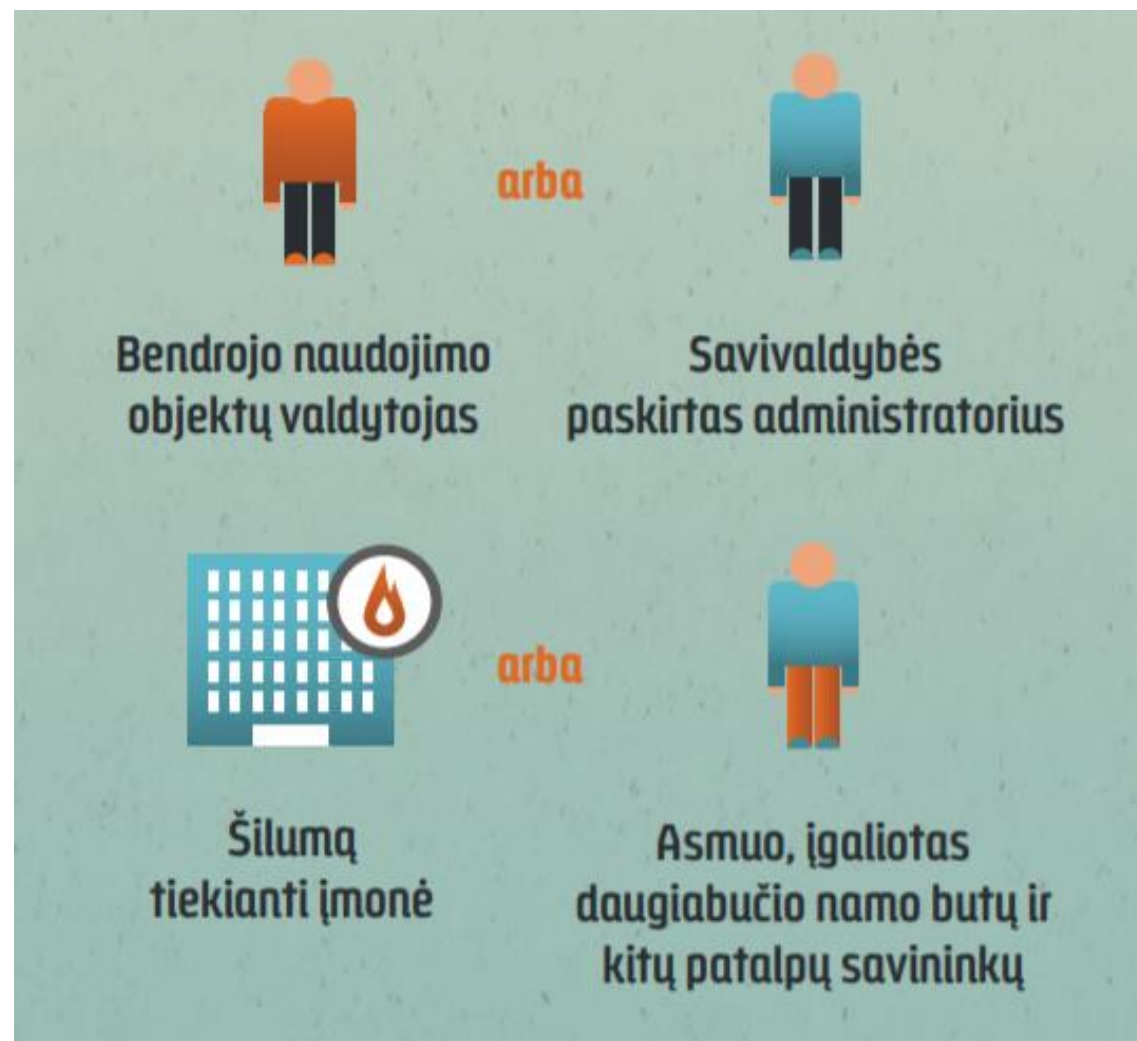 arba
Bendrojo naudojimo
objektų valdytojas
Savivaldybės
paskirtas administratorius
arba
Šilumą
tiekianti įmonė
Asmuo, įgaliotas
daugiabučio namo butų ir
kitų patalpų savininkų